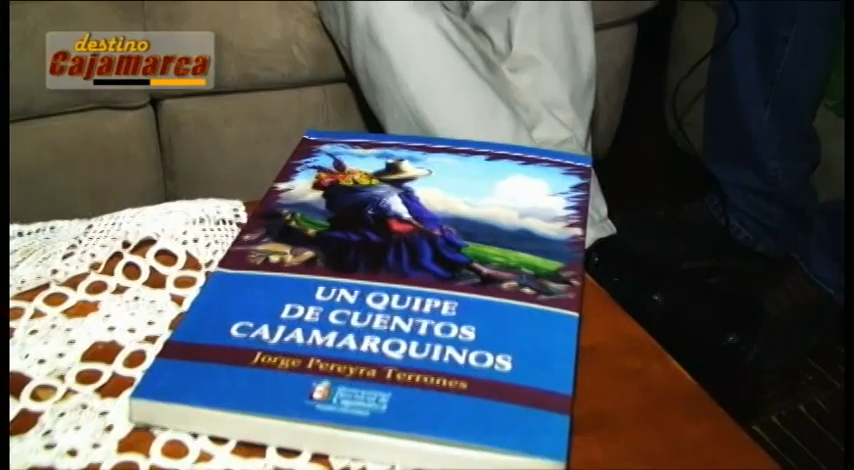 destino
Cajamarca
UN QUIPE
DE CUENTOS
CAJAMARQUINOS
Jorge Pereyra Terrones